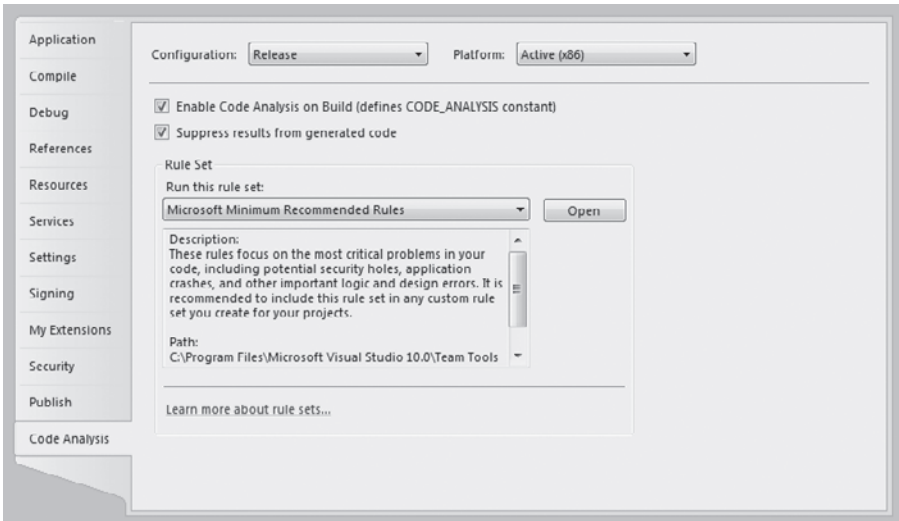 Application
Compile
Debug
References
Resources
Services
Settings
Signing
My Extensions
Security
Publish
Code Analysis
Configuration: Release Platform: Active (x86)
Enable Code Analysis on Build (defines CODE_ANALYSIS constant)
Suppress results from generated code
Rule Set
Run this rule set:
Microsoft Minimum Recommended Rules Open
Description:
These rules focus on the most critical problems in your
code, including potential security holes, application
crashes, and other important logic and design errors. It is
recommended to include this rule set in any custom rule
set you create for your projects.
Path:
C:\Program Files\Microsoft Visual Studio 10.0\Team Tools
Learn more about rule sets...